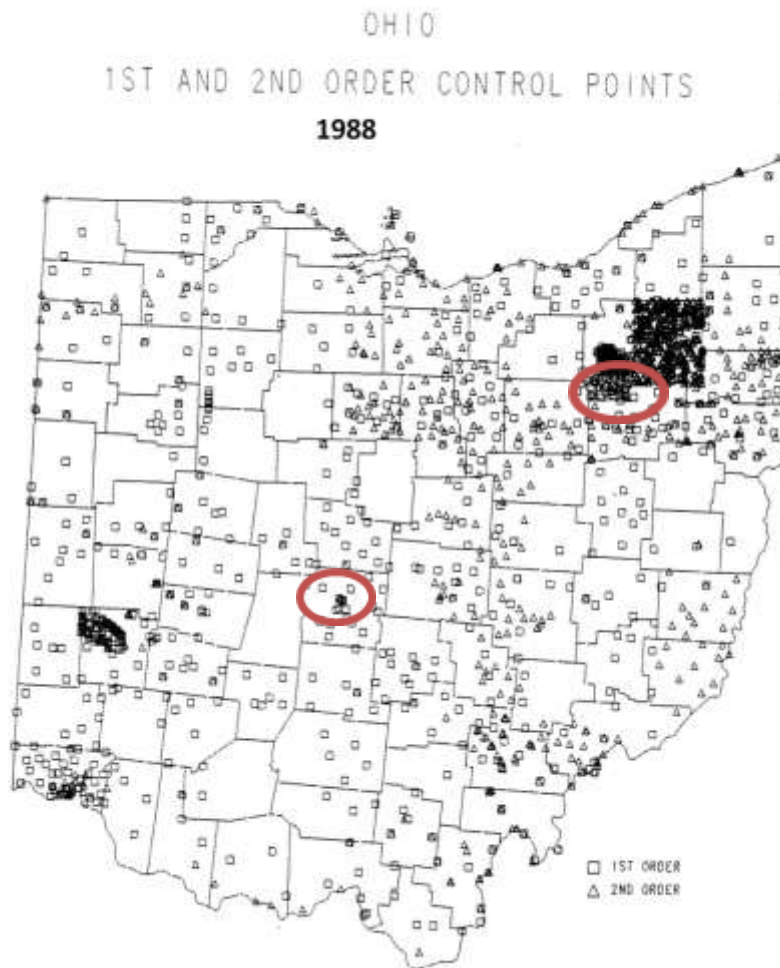 OHIO
1ST AND 2ND ORDER CONTROL POINTS
1988
1ST ORDER
2ND ORDER